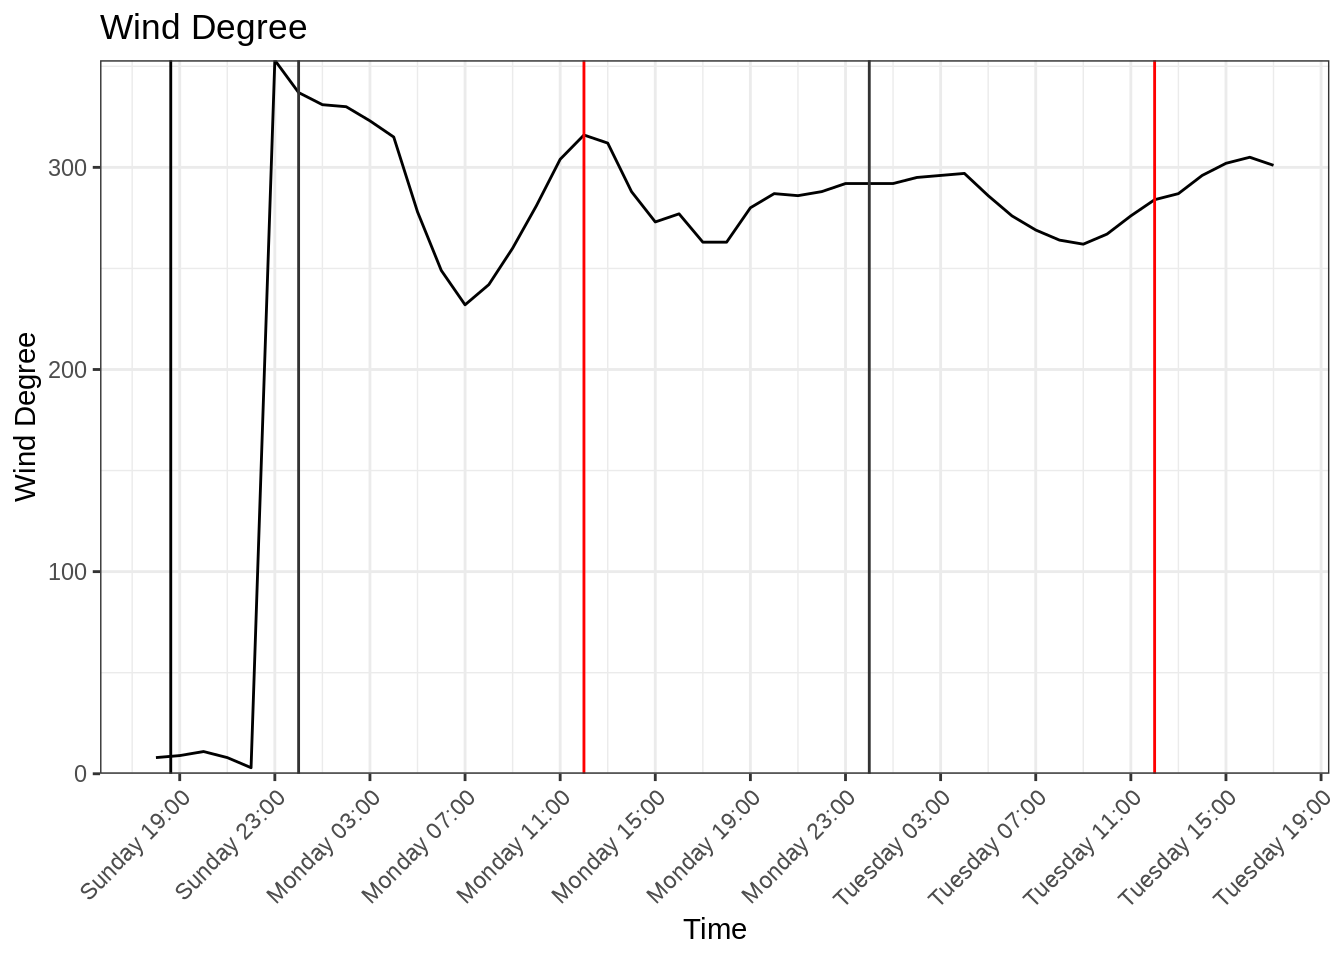 Wind Degree
Wind Degree
300
200
100
0
Sunday 19:00
Sunday 23:00
Monday 03:00
Monday 07:00
Monday 11:00
Monday 15:00
Monday 19:00
Monday 23:00
Tuesday 03:00
Tuesday 07:00
Tuesday 11:00
Tuesday 15:00
Tuesday 19:00
Time